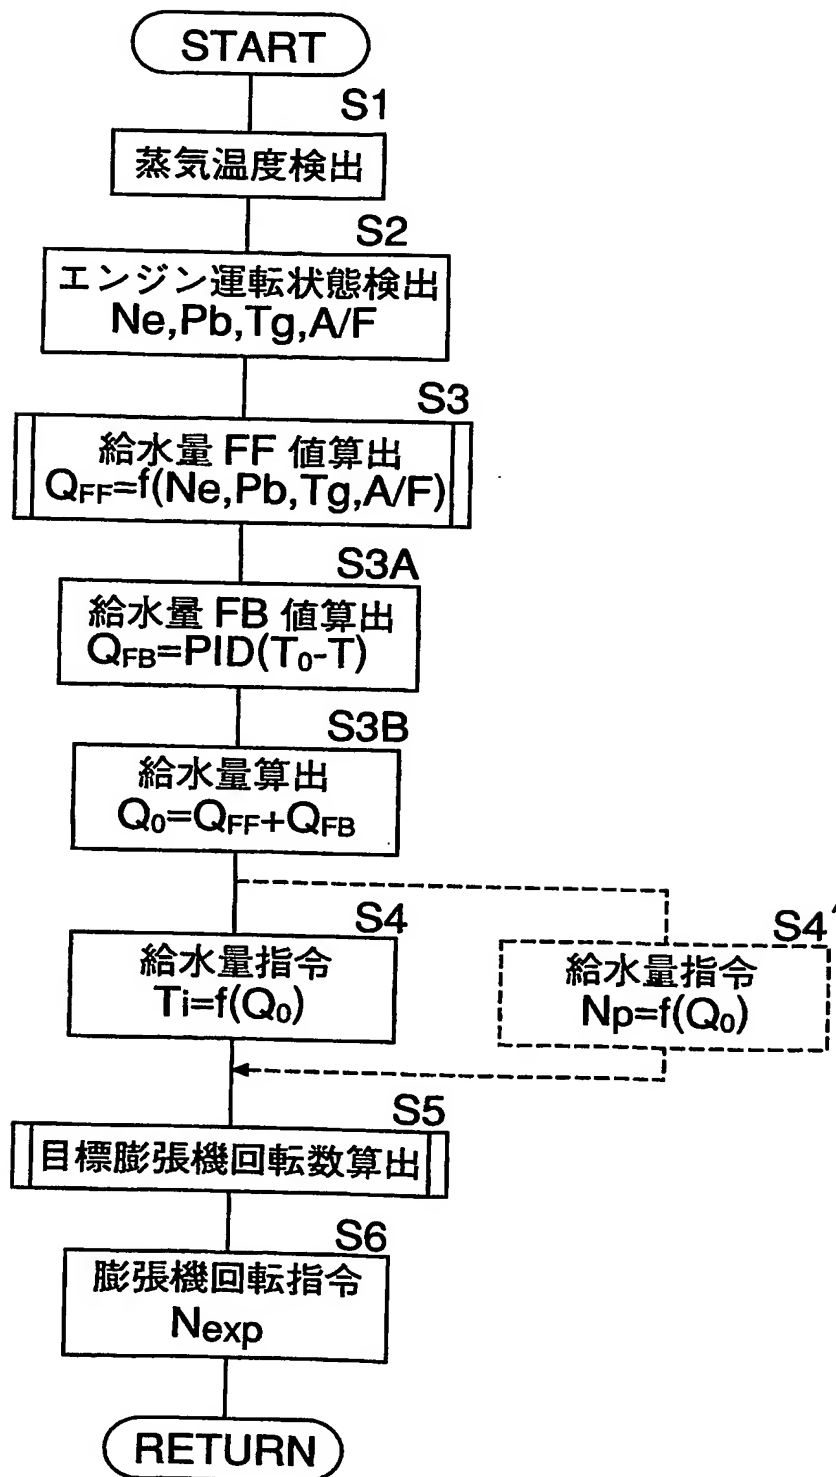 START
S1
蒸気温度検出
S2
エンジン運転状態検出
Ne,Pb,Tg,A/F
S3
給水量 FF 値算出
QFF=f(Ne,Pb,Tg,A/F)
S3A
給水量 FB 値算出
QFB=PID(T0-T)
S3B
給水量算出
Q0=QFF+QFB
S4
給水量指令
Ti=f(Q0)
S4′
給水量指令
Np=f(Q0)
S5
目標膨張機回転数算出
S6
膨張機回転指令
Nexp
RETURN